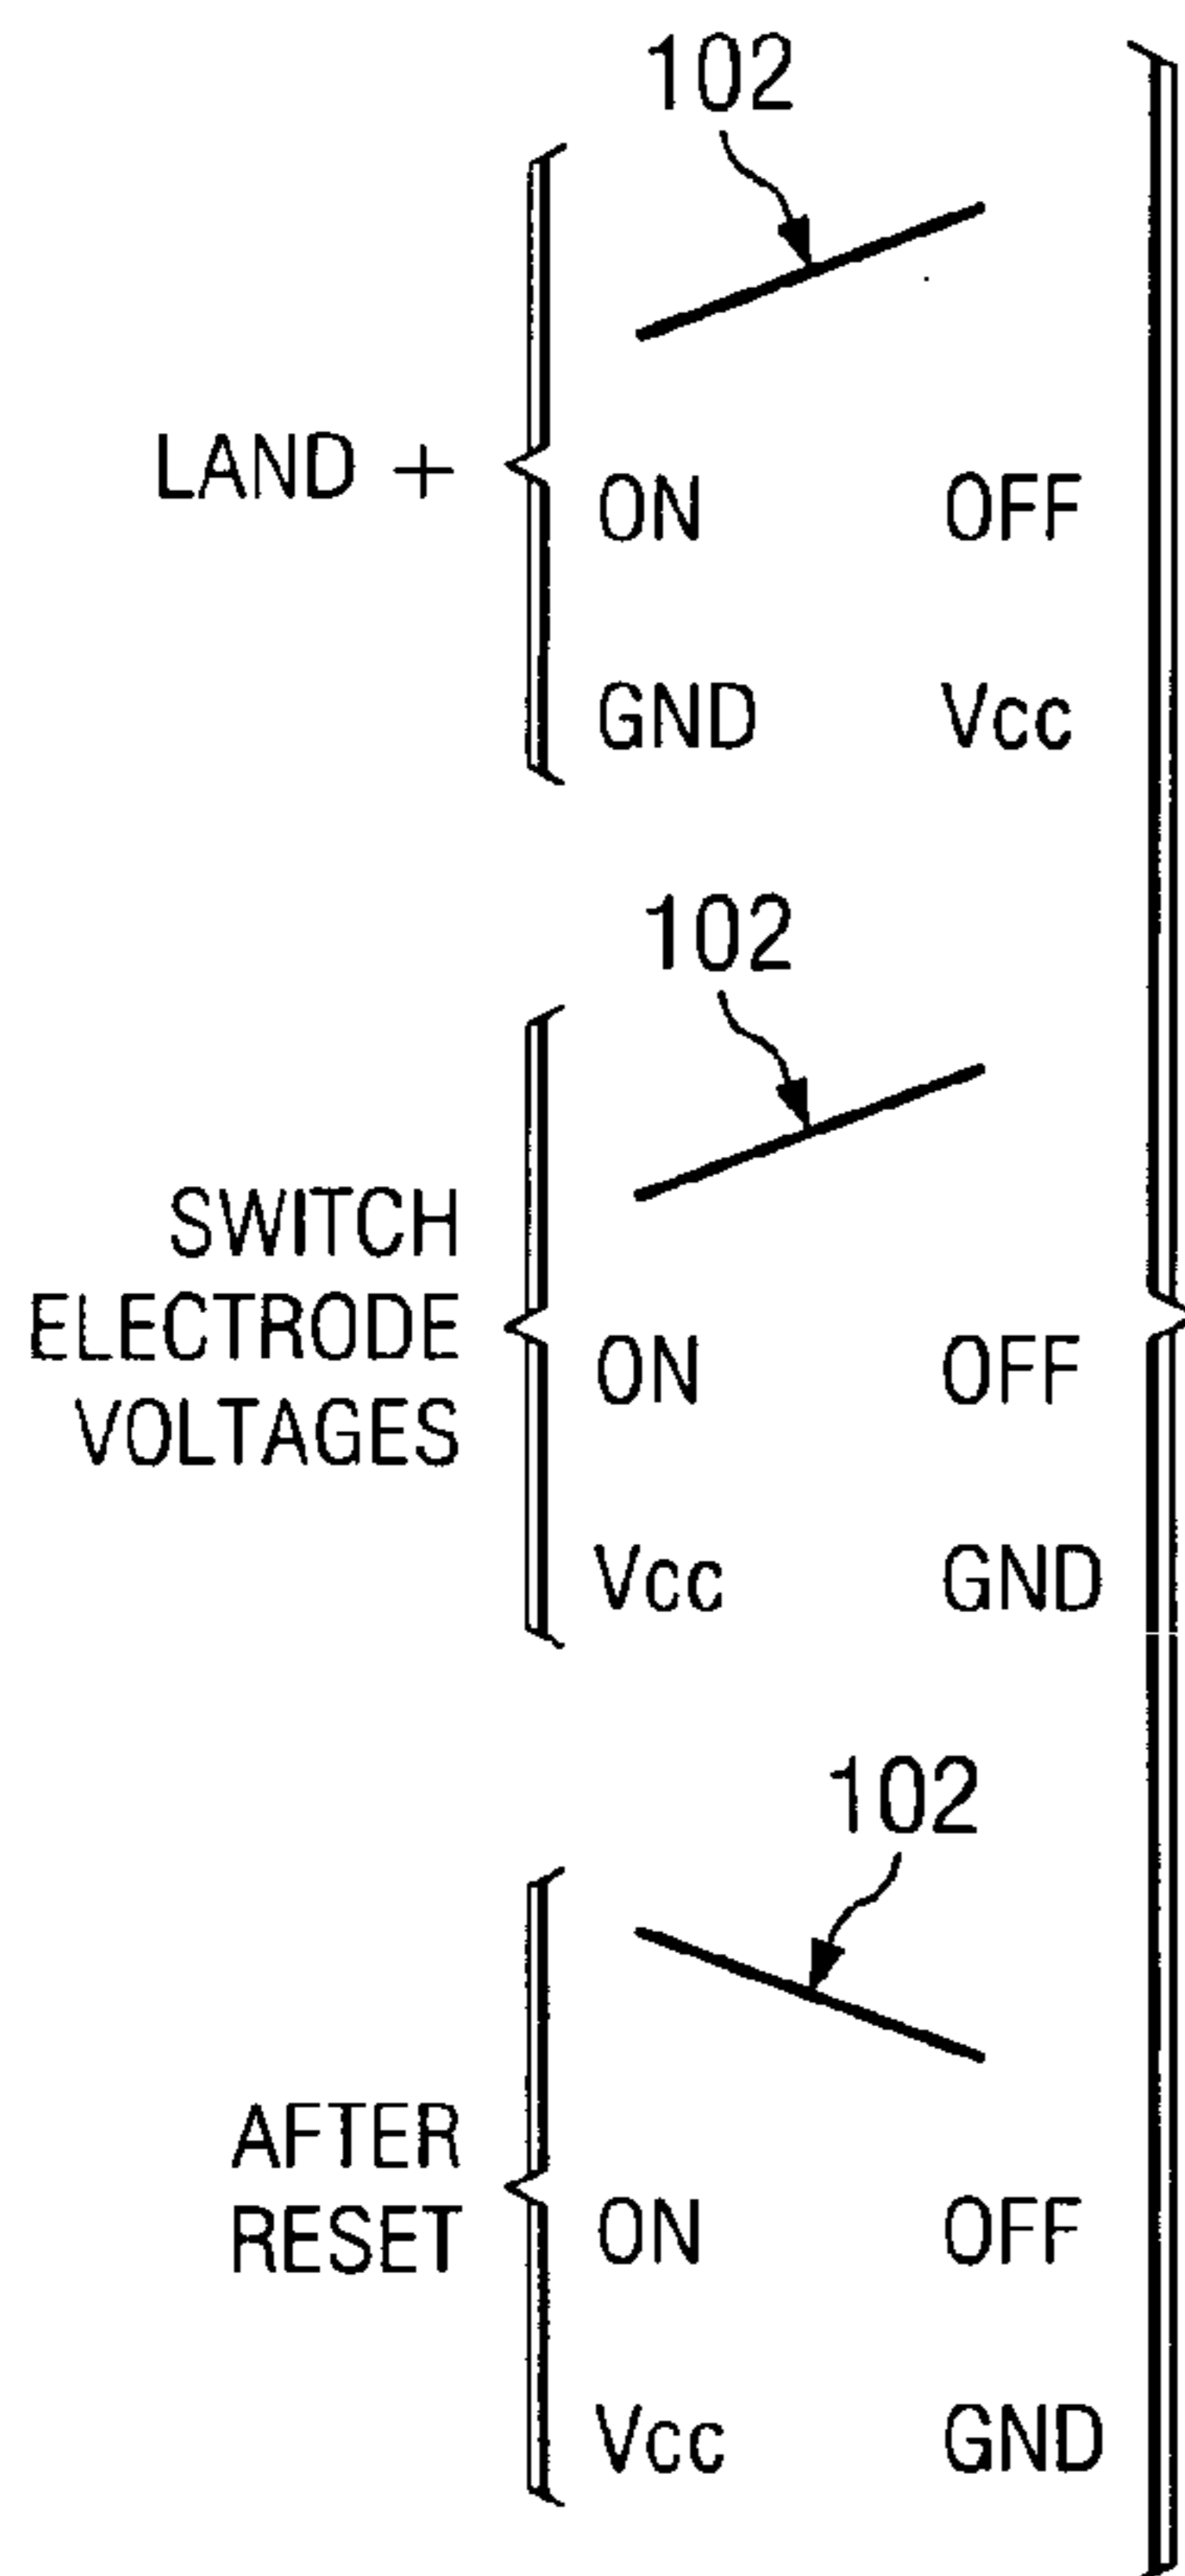 102
LAND +
ON OFF
GND Vcc
102
SWITCH
ELECTRODE
VOLTAGES
ON OFF
Vcc GND
102
AFTER
RESET
ON OFF
Vcc GND